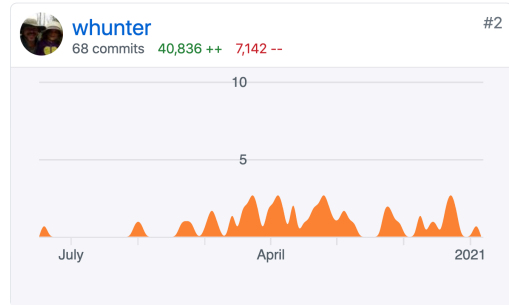 whunter
#2
68 commits 40,836 ++ 7,142 --
10
5
July April 2021